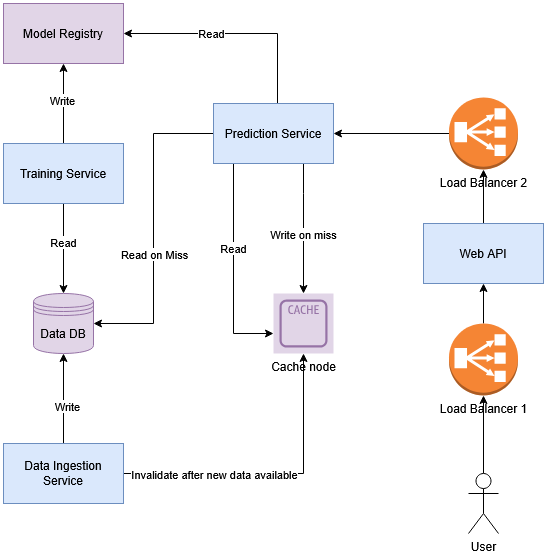 Model Registry
Read
Write
Prediction Service
Load Balancer 2
Training Service
Read
Read on Miss
Read
Write on miss
Web API
CACHE
Data DB
Cache node
Load Balancer 1
Write
Data Ingestion
Service
Invalidate after new data available
User